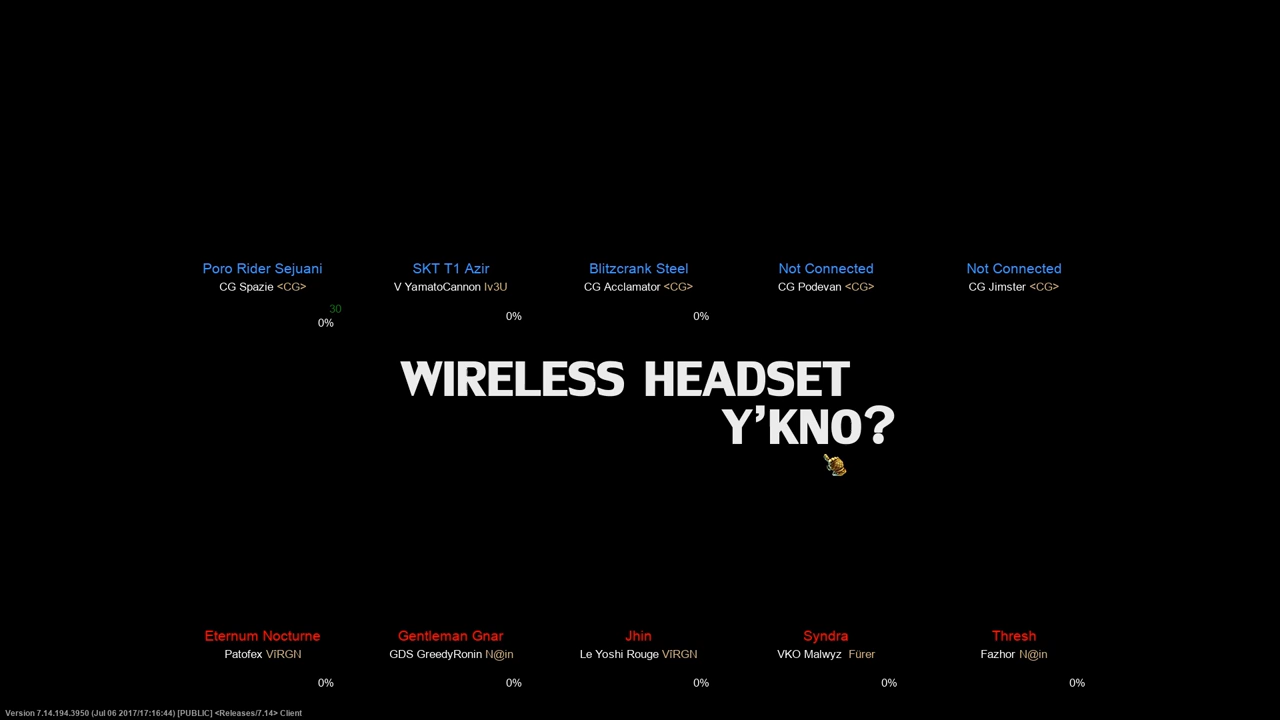 Poro Rider Sejuani SKT T1 Azir Blitzcrank Steel Not Connected Not Connected
CG Spazie <CG> V YamatoCannon lv3U CG Acclamator <CG> CG Podevan <CG> CG Jimster <CG>
30
0% 0% 0%
WIRELESS HEADSET
Y'KNO?
Eternum Nocturne Gentleman Gnar Jhin Syndra Thresh
Patofex VîRGN GDS GreedyRonin N@in Le Yoshi Rouge VîRGN VKO Malwyz Fürer Fazhor N@in
0% 0% 0% 0% 0%
Version 7.14.194.3950 (Jul 06 2017/17:16:44) [PUBLIC] <Releases/7.14> Client